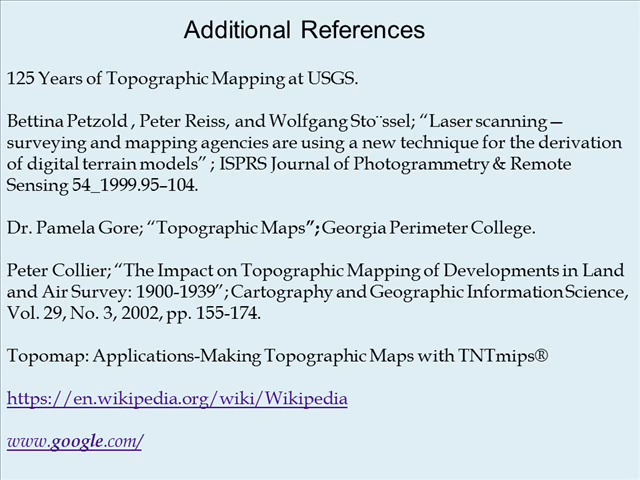 Additional References
125 Years of Topographic Mapping at USGS.
Bettina Petzold , Peter Reiss, and Wolfgang Sto¨ssel; “Laser scanning—
surveying and mapping agencies are using a new technique for the derivation
of digital terrain models” ; ISPRS Journal of Photogrammetry & Remote
Sensing 54_1999.95–104.
Dr. Pamela Gore; “Topographic Maps”; Georgia Perimeter College.
Peter Collier; “The Impact on Topographic Mapping of Developments in Land
and Air Survey: 1900-1939”; Cartography and Geographic Information Science,
Vol. 29, No. 3, 2002, pp. 155-174.
Topomap: Applications-Making Topographic Maps with TNTmips®
https://en.wikipedia.org/wiki/Wikipedia
www.google.com/